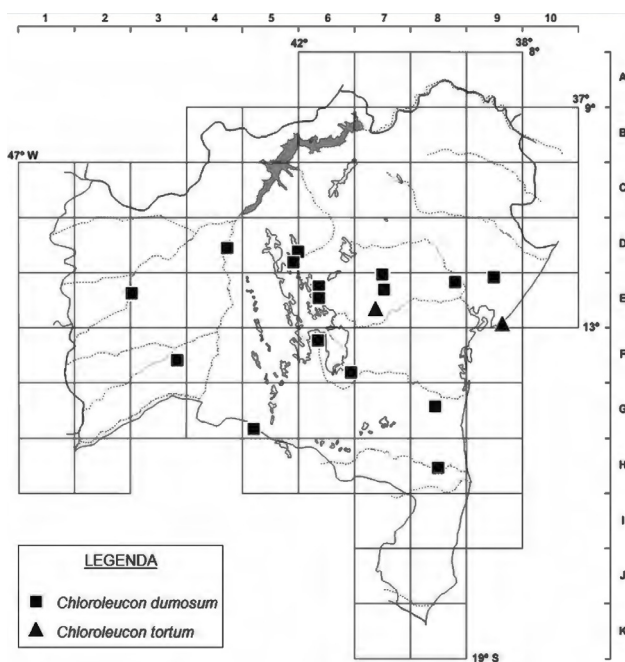 1 2 3 4 5 6 7 8 9 10
42° 38°
8°
A
37°
9°
B
47° W
C
D
E
13°
F
G
H
I
LEGENDA
J
Chloroleucon dumosum
Chloroleucon tortum
K
19° S